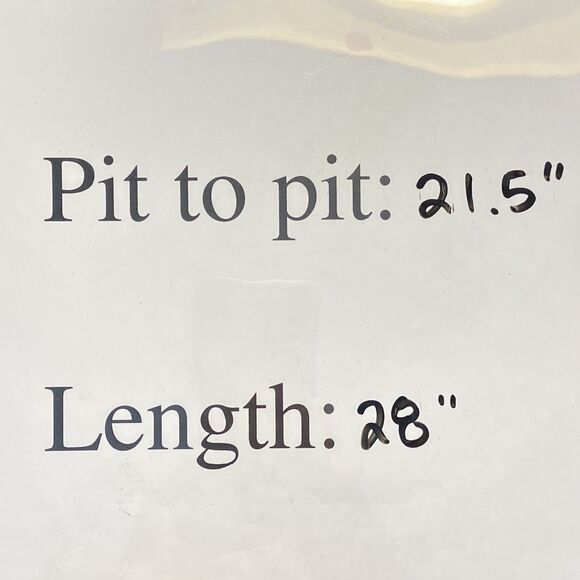 Pit to pit: 21.5"
Length: 28"